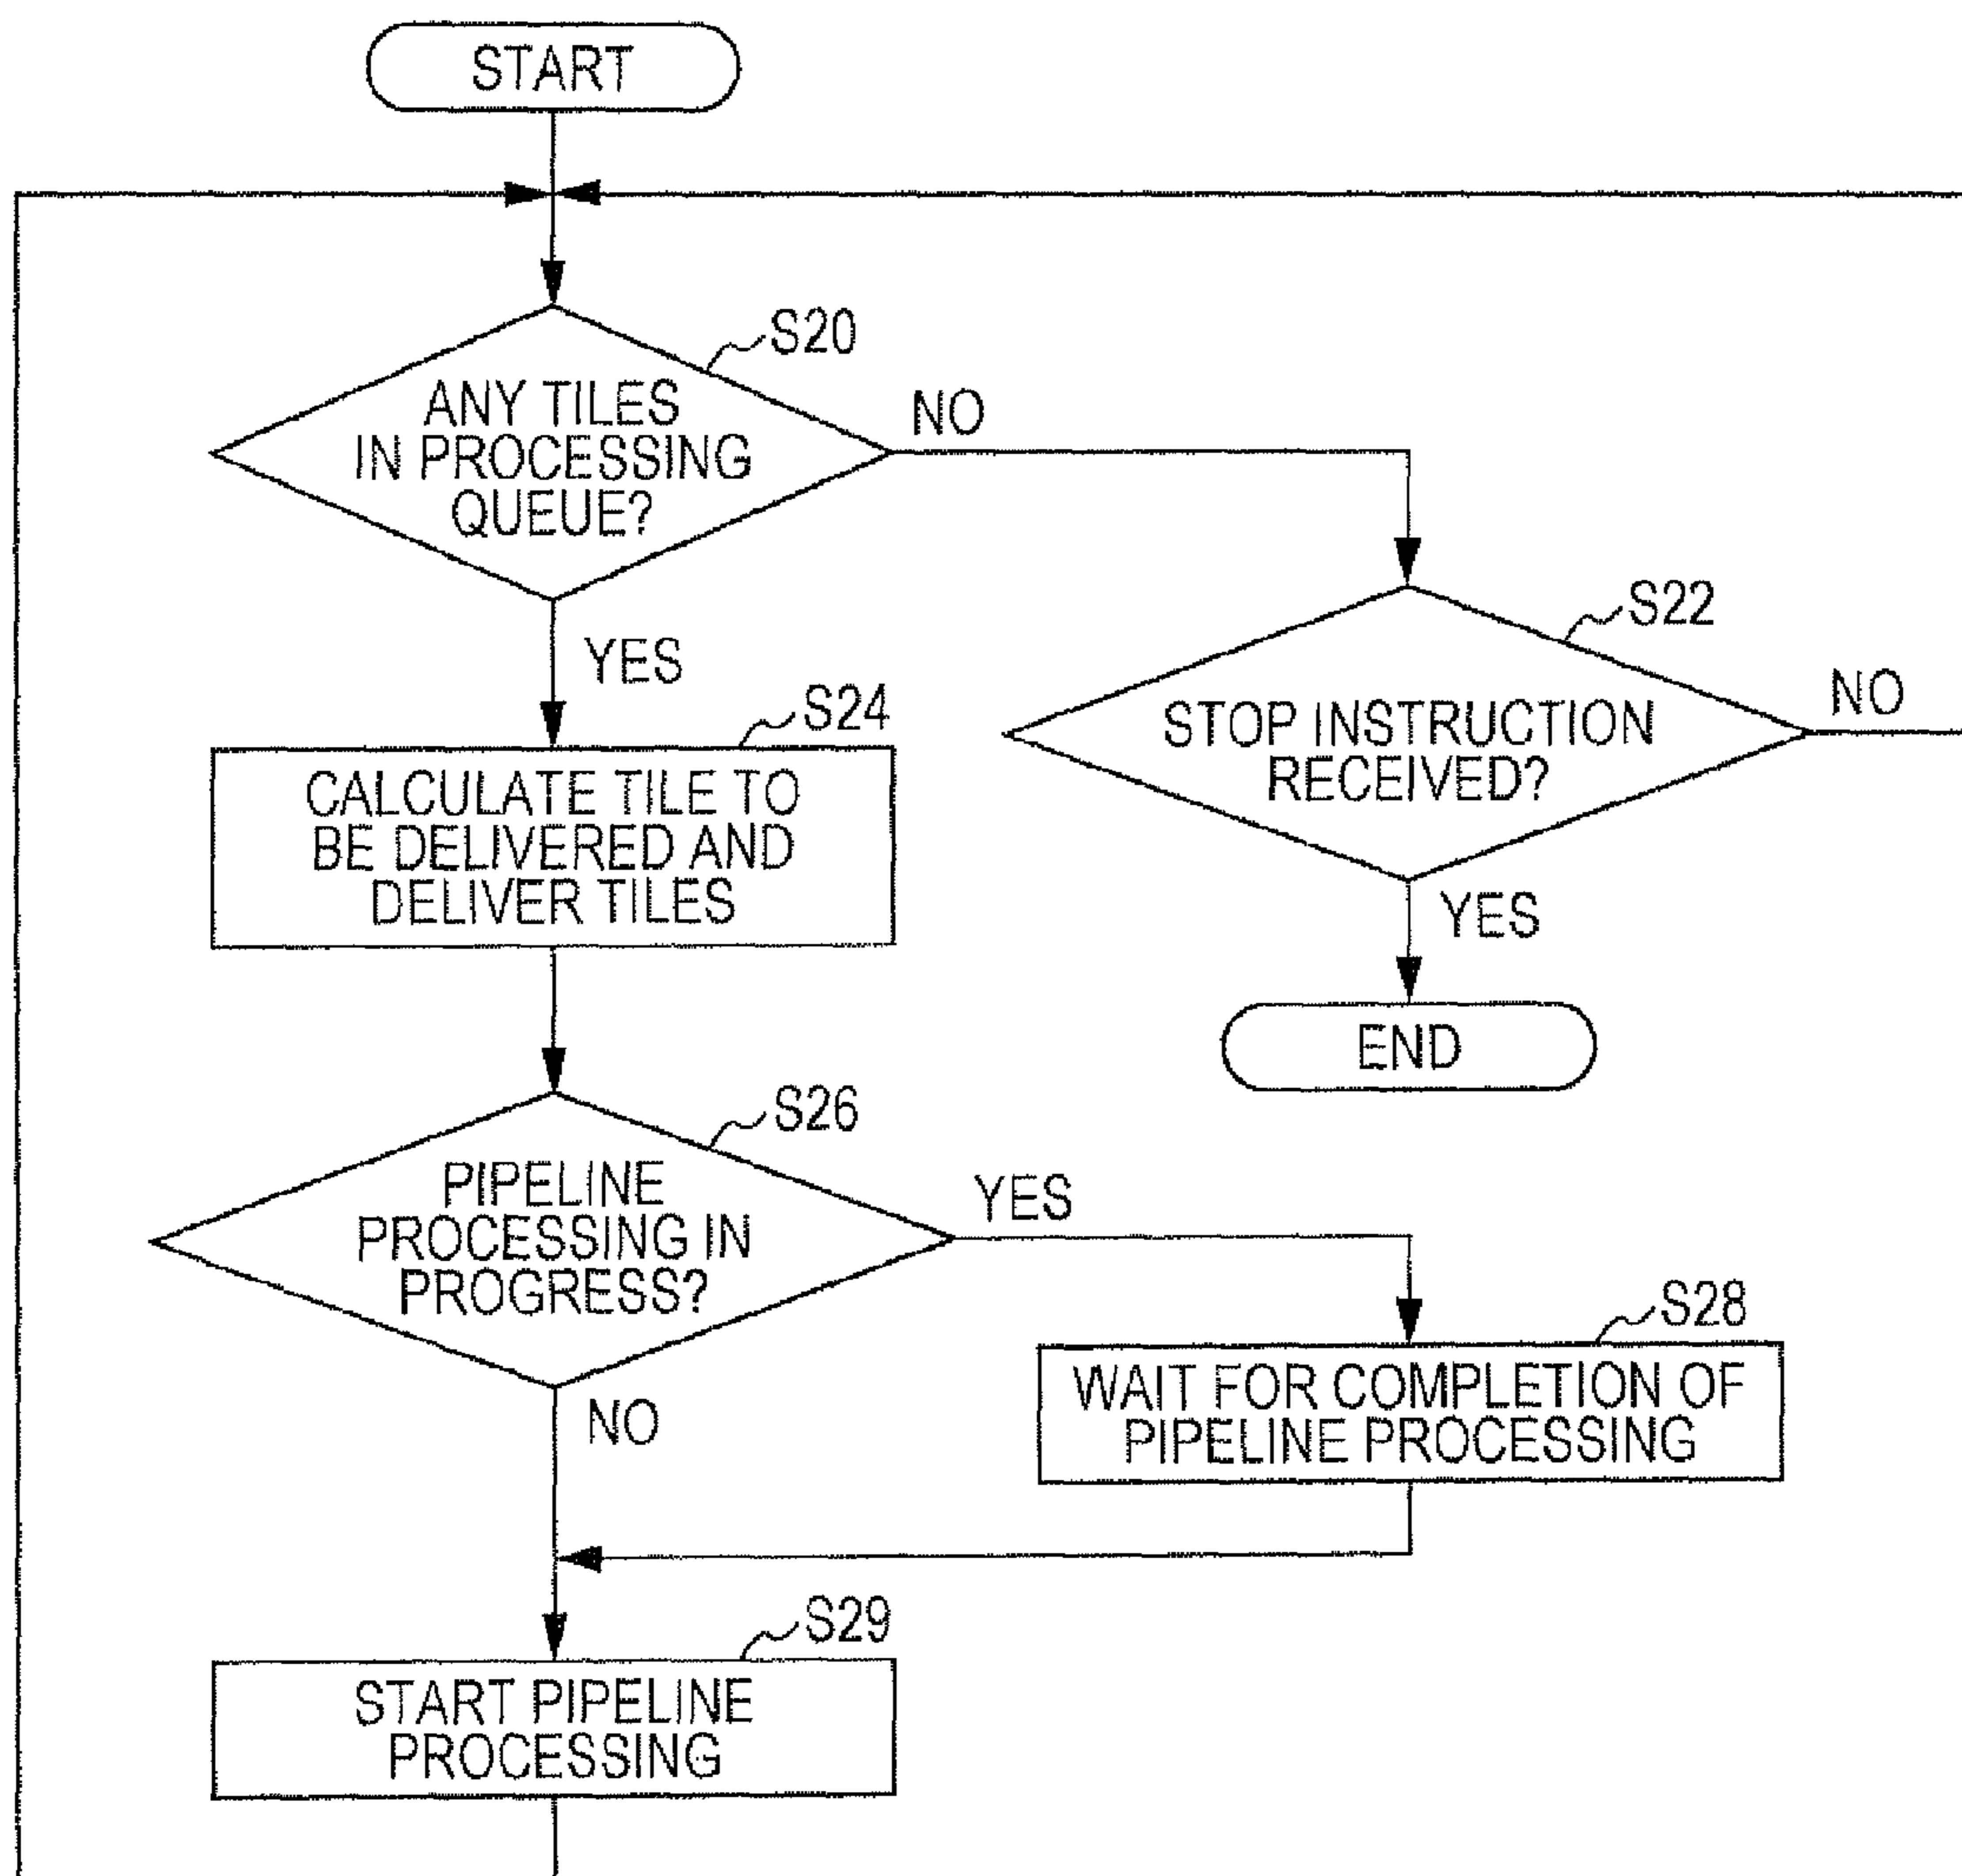 START
S20
ANY TILES
IN PROCESSING
QUEUE?
NO
YES
S22
STOP INSTRUCTION
RECEIVED?
NO
YES
END
S24
CALCULATE TILE TO
BE DELIVERED AND
DELIVER TILES
S26
PIPELINE
PROCESSING IN
PROGRESS?
YES
NO
S28
WAIT FOR COMPLETION OF
PIPELINE PROCESSING
S29
START PIPELINE
PROCESSING